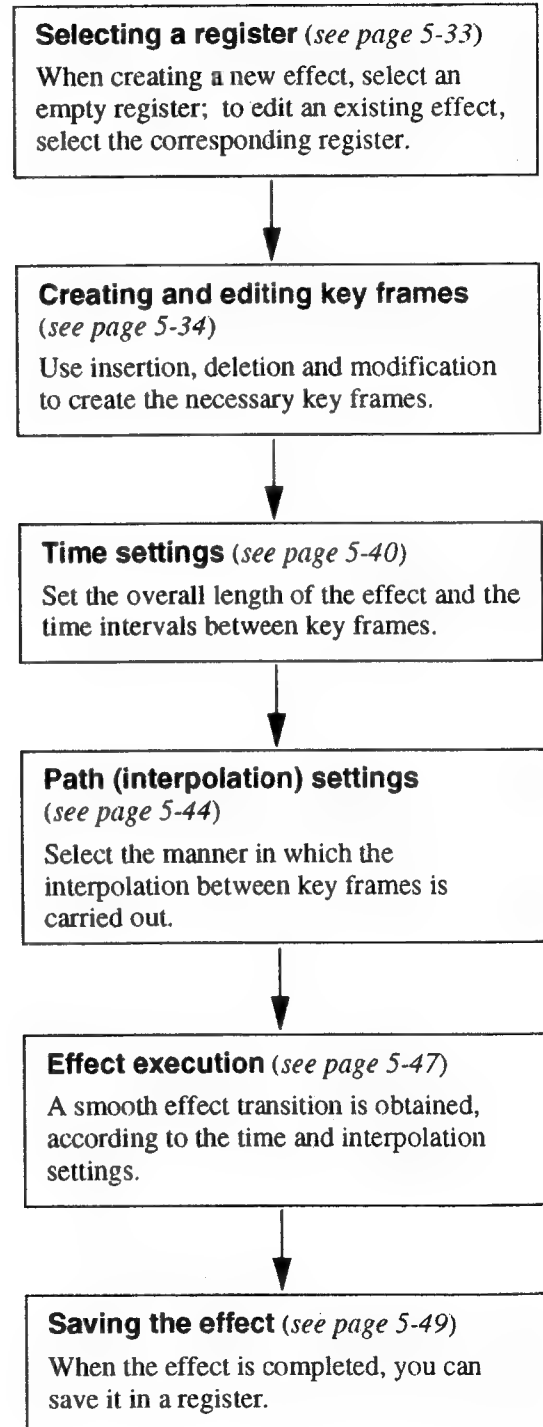 Selecting a register (see page 5-33)
When creating a new effect, select an
empty register; to edit an existing effect,
select the corresponding register.
Creating and editing key frames
(see page 5-34)
Use insertion, deletion and modification
to create the necessary key frames.
Time settings (see page 5-40)
Set the overall length of the effect and the
time intervals between key frames.
Path (interpolation) settings
(see page 5-44)
Select the manner in which the
interpolation between key frames is
carried out.
Effect execution (see page 5-47)
A smooth effect transition is obtained,
according to the time and interpolation
settings.
Saving the effect (see page 5-49)
When the effect is completed, you can
save it in a register.